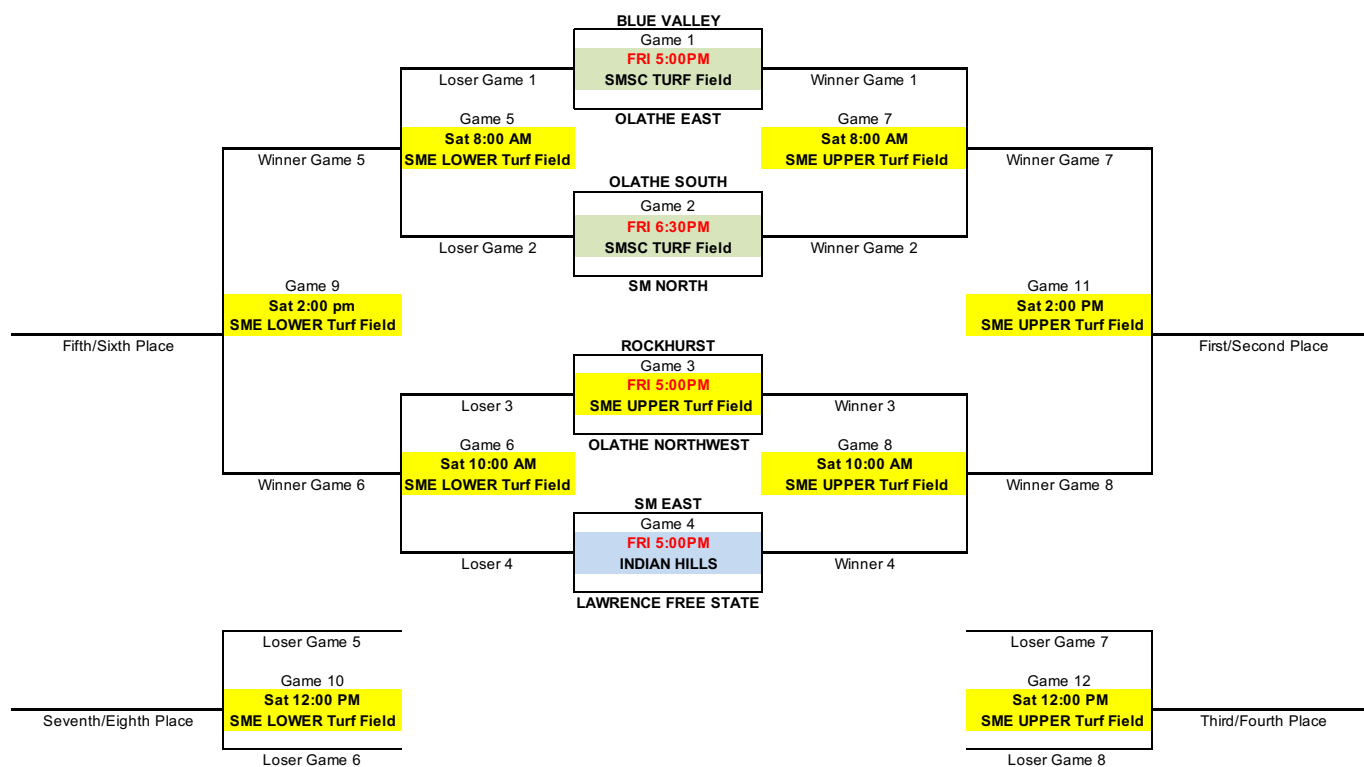 BLUE VALLEY
Game 1
FRI 5:00PM
Loser Game 1
SMSC TURF Field
Winner Game 1
Game 5
OLATHE EAST
Game 7
Sat 8:00 AM
Sat 8:00 AM
Winner Game 5
SME LOWER Turf Field
SME UPPER Turf Field
Winner Game 7
OLATHE SOUTH
Game 2
FRI 6:30PM
Loser Game 2
SMSC TURF Field
Winner Game 2
Game 9
SM NORTH
Game 11
Sat 2:00 pm
Sat 2:00 PM
SME LOWER Turf Field
SME UPPER Turf Field
Fifth/Sixth Place
ROCKHURST
First/Second Place
Game 3
FRI 5:00PM
Loser 3
SME UPPER Turf Field
Winner 3
Game 6
OLATHE NORTHWEST
Game 8
Sat 10:00 AM
Sat 10:00 AM
Winner Game 6
SME LOWER Turf Field
SME UPPER Turf Field
Winner Game 8
SM EAST
Game 4
FRI 5:00PM
Loser 4
INDIAN HILLS
Winner 4
LAWRENCE FREE STATE
Loser Game 5
Loser Game 7
Game 10
Game 12
Sat 12:00 PM
Sat 12:00 PM
Seventh/Eighth Place
SME LOWER Turf Field
SME UPPER Turf Field
Third/Fourth Place
Loser Game 6
Loser Game 8